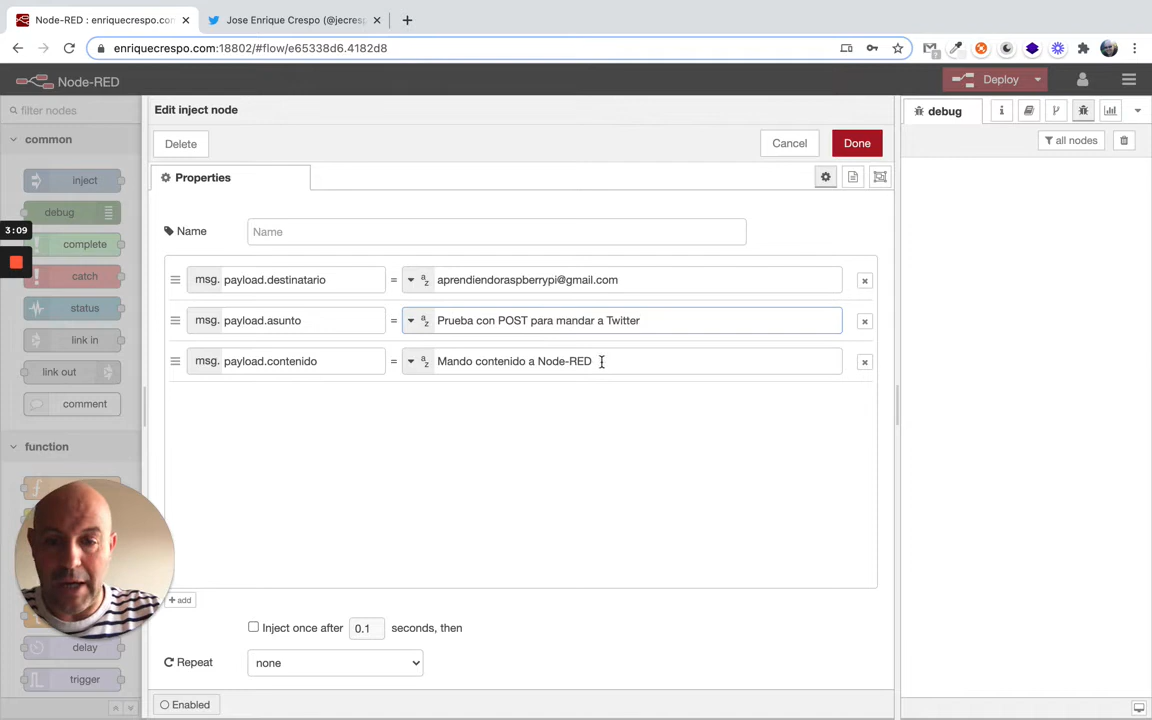 Node-RED : enriquecrespo.con
Jose Enrique Crespo (@jecresp
enriquecrespo.com:18802/#flow/e65338d6.4182d8
Node-RED
Deploy
filter nodes
Edit inject node
debug
common
Delete
Cancel
Done
all nodes
inject
Properties
debug
3:09
Name
Name
complete
catch
msg. payload.destinatario = aprendiendoraspberrypi@gmail.com
status
msg. payload.asunto = Prueba con POST para mandar a Twitter
link in
msg. payload.contenido = Mando contenido a Node-RED
link out
comment
function
add
Inject once after 0.1 seconds, then
delay
Repeat none
trigger
Enabled